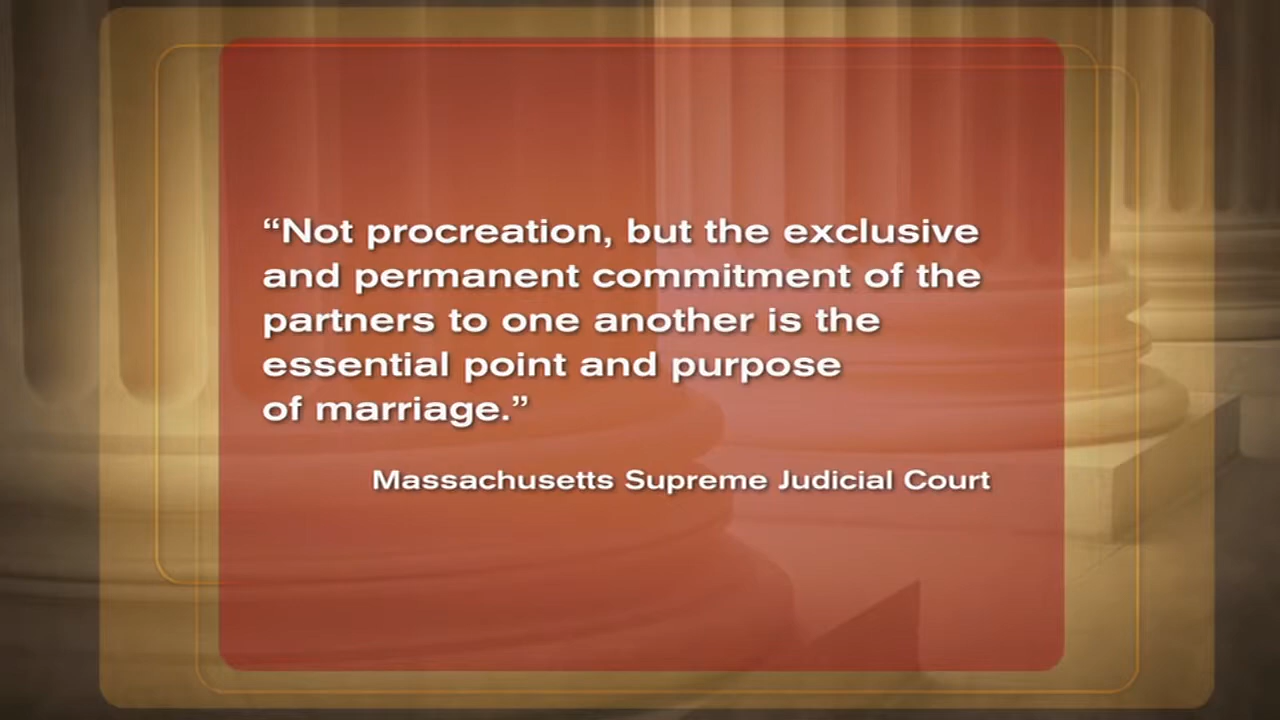 “Not procreation, but the exclusive
and permanent commitment of the
partners to one another is the
essential point and purpose
of marriage.”
Massachusetts Supreme Judicial Court